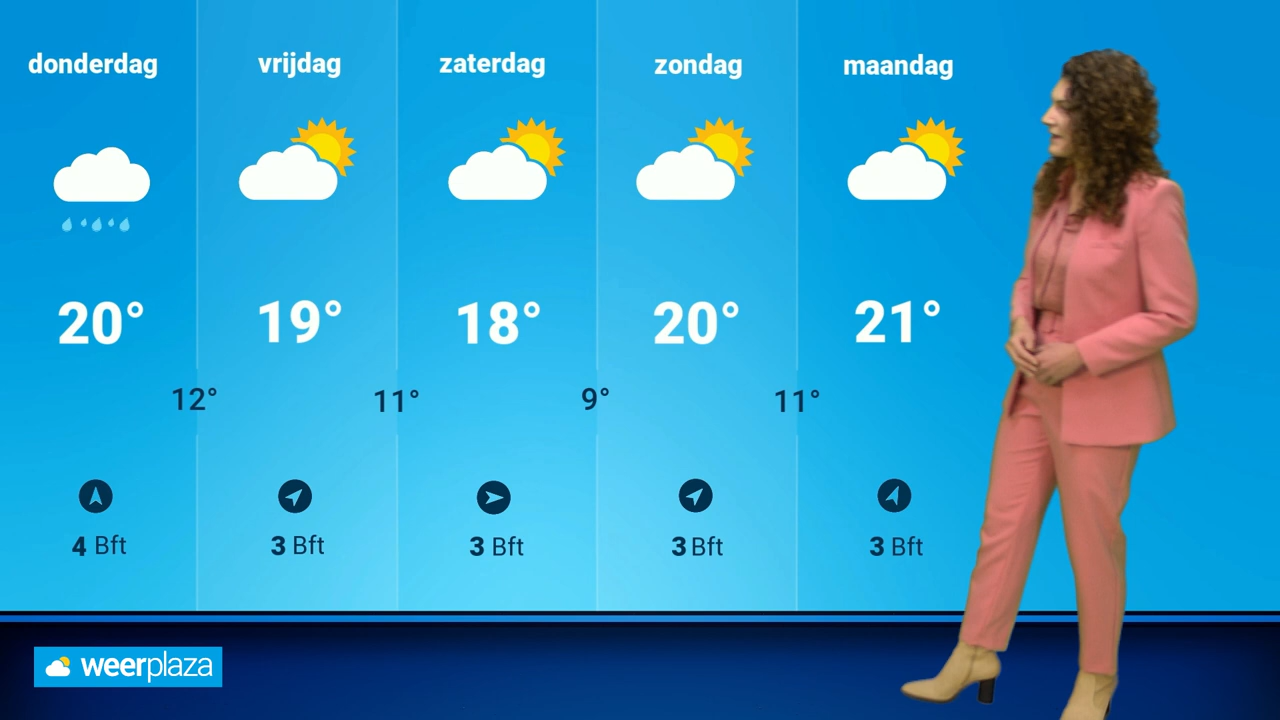 donderdag vrijdag zaterdag zondag maandag
20° 19° 18° 20° 21°
12° 11° 9° 11°
4 Bft 3 Bft 3 Bft 3 Bft 3 Bft
weerplaza